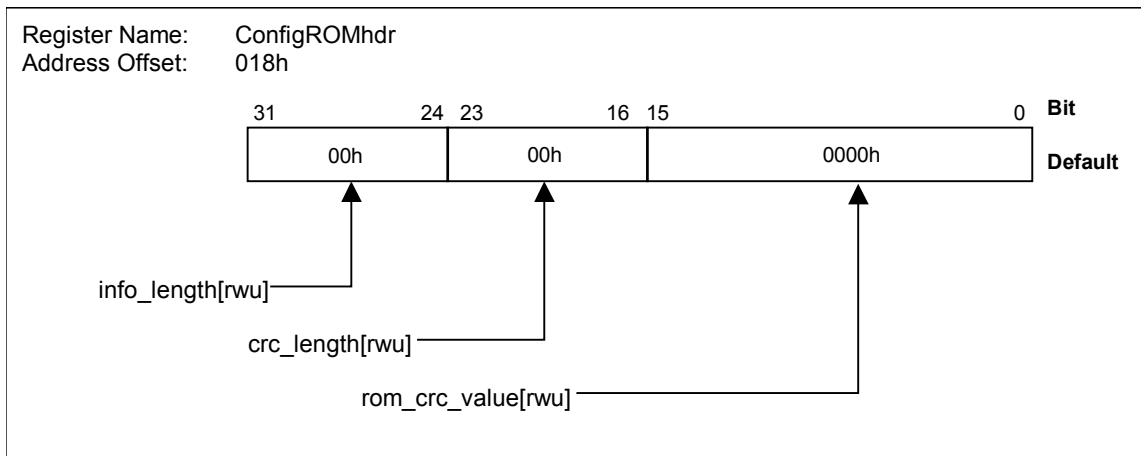 Register Name: ConfigROMhdr
Address Offset: 018h
31 24 23 16 15 0 Bit
00h 00h 0000h Default
info_length[rwu]
crc_length[rwu]
rom_crc_value[rwu]